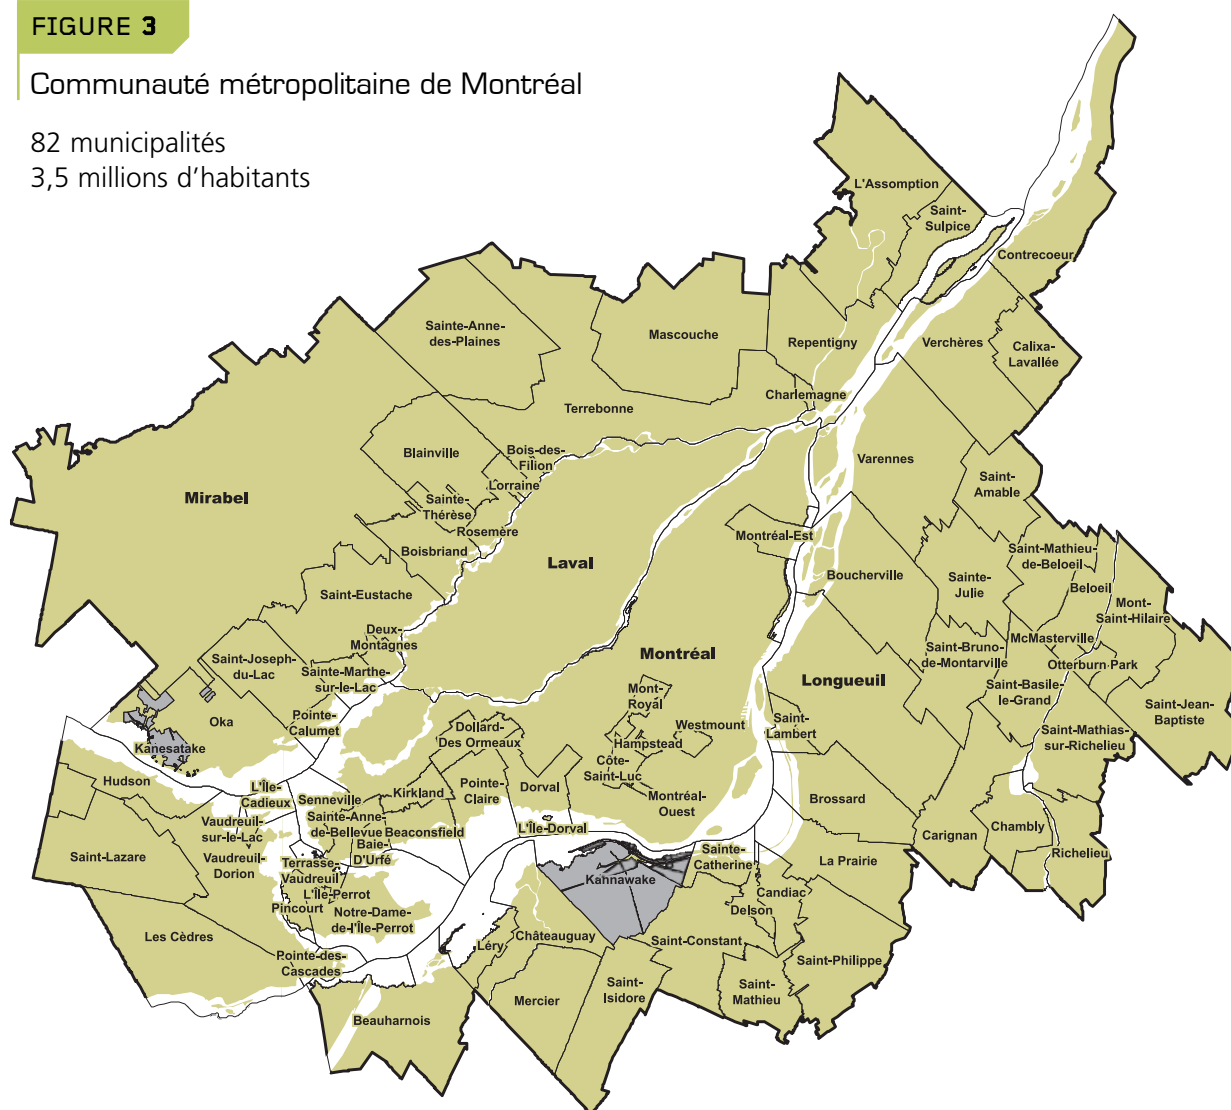 FIGURE 3
Communauté métropolitaine de Montréal
82 municipalités
3,5 millions d'habitants
L'Assomption
Saint-
Sulpice
Contrecoeur
Sainte-Anne-
des-Plaines
Mascouche
Repentigny
Verchères
Calixa-
Lavallée
Charlemagne
Terrebonne
Blainville
Bois-des-
Filion
Lorraine
Varennes
Saint-
Amable
Mirabel
Sainte-
Thérèse
Rosemère
Boisbriand
Montréal-Est
Laval
Boucherville
Saint-Mathieu-
de-Beloeil
Beloeil
Sainte-
Julie
Mont-
Saint-Hilaire
Saint-Eustache
Deux-
Montagnes
McMasterville
Saint-Bruno-
de-Montarville
Otterburn Park
Saint-Joseph-
du-Lac
Sainte-Marthe-
sur-le-Lac
Montréal
Longueuil
Saint-Basile-
le-Grand
Mont-
Royal
Saint-Jean-
Baptiste
Oka
Pointe-
Calumet
Westmount
Saint-
Lambert
Saint-Mathias-
sur-Richelieu
Dollard-
Des Ormeaux
Hampstead
Kanesatake
Côte-
Saint-Luc
Hudson
L'Île-
Cadieux
Senneville
Kirkland
Pointe-
Claire
Dorval
Montréal-
Ouest
Brossard
Vaudreuil-
sur-le-Lac
Sainte-Anne-
de-Bellevue
Beaconsfield
L'Île-Dorval
Carignan
Chambly
Baie-
D'Urfé
Saint-Lazare
Vaudreuil-
Dorion
Terrasse-
Vaudreuil
Sainte-
Catherine
La Prairie
Richelieu
Kahnawake
L'Île-Perrot
Candiac
Pincourt
Notre-Dame-
de-l'Île-Perrot
Delson
Les Cèdres
Châteauguay
Léry
Saint-Constant
Pointe-des-
Cascades
Saint-Philippe
Mercier
Saint-
Isidore
Saint-
Mathieu
Beauharnois